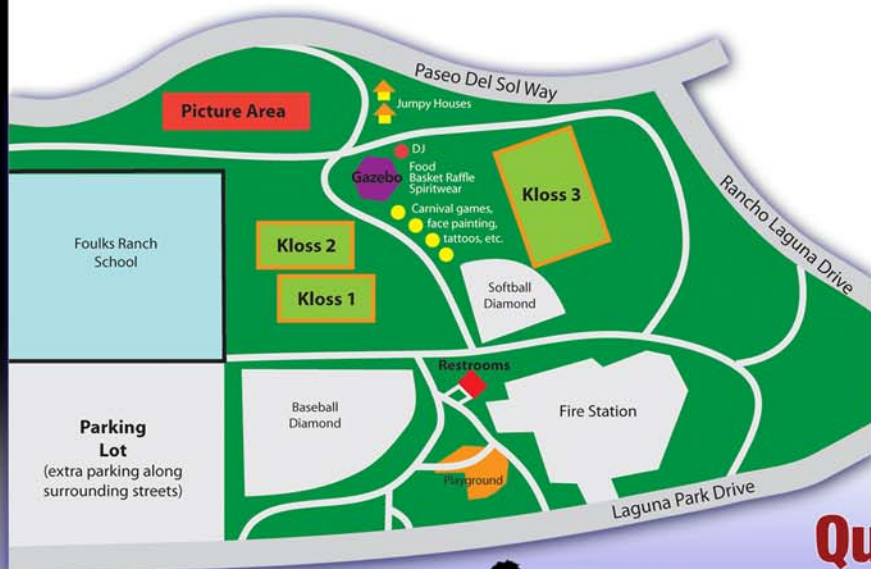 Paseo Del Sol Way
Picture Area
Jumpy Houses
DJ
Gazebo
Food
Basket Raffle
Spiritwear
Kloss 3
Rancho Laguna Drive
Carnival games,
face painting,
tattoos, etc.
Foulks Ranch
School
Kloss 2
Kloss 1
Softball
Diamond
Restrooms
Parking
Lot
(extra parking along
surrounding streets)
Baseball
Diamond
Fire Station
Playground
Laguna Park Drive
Qu